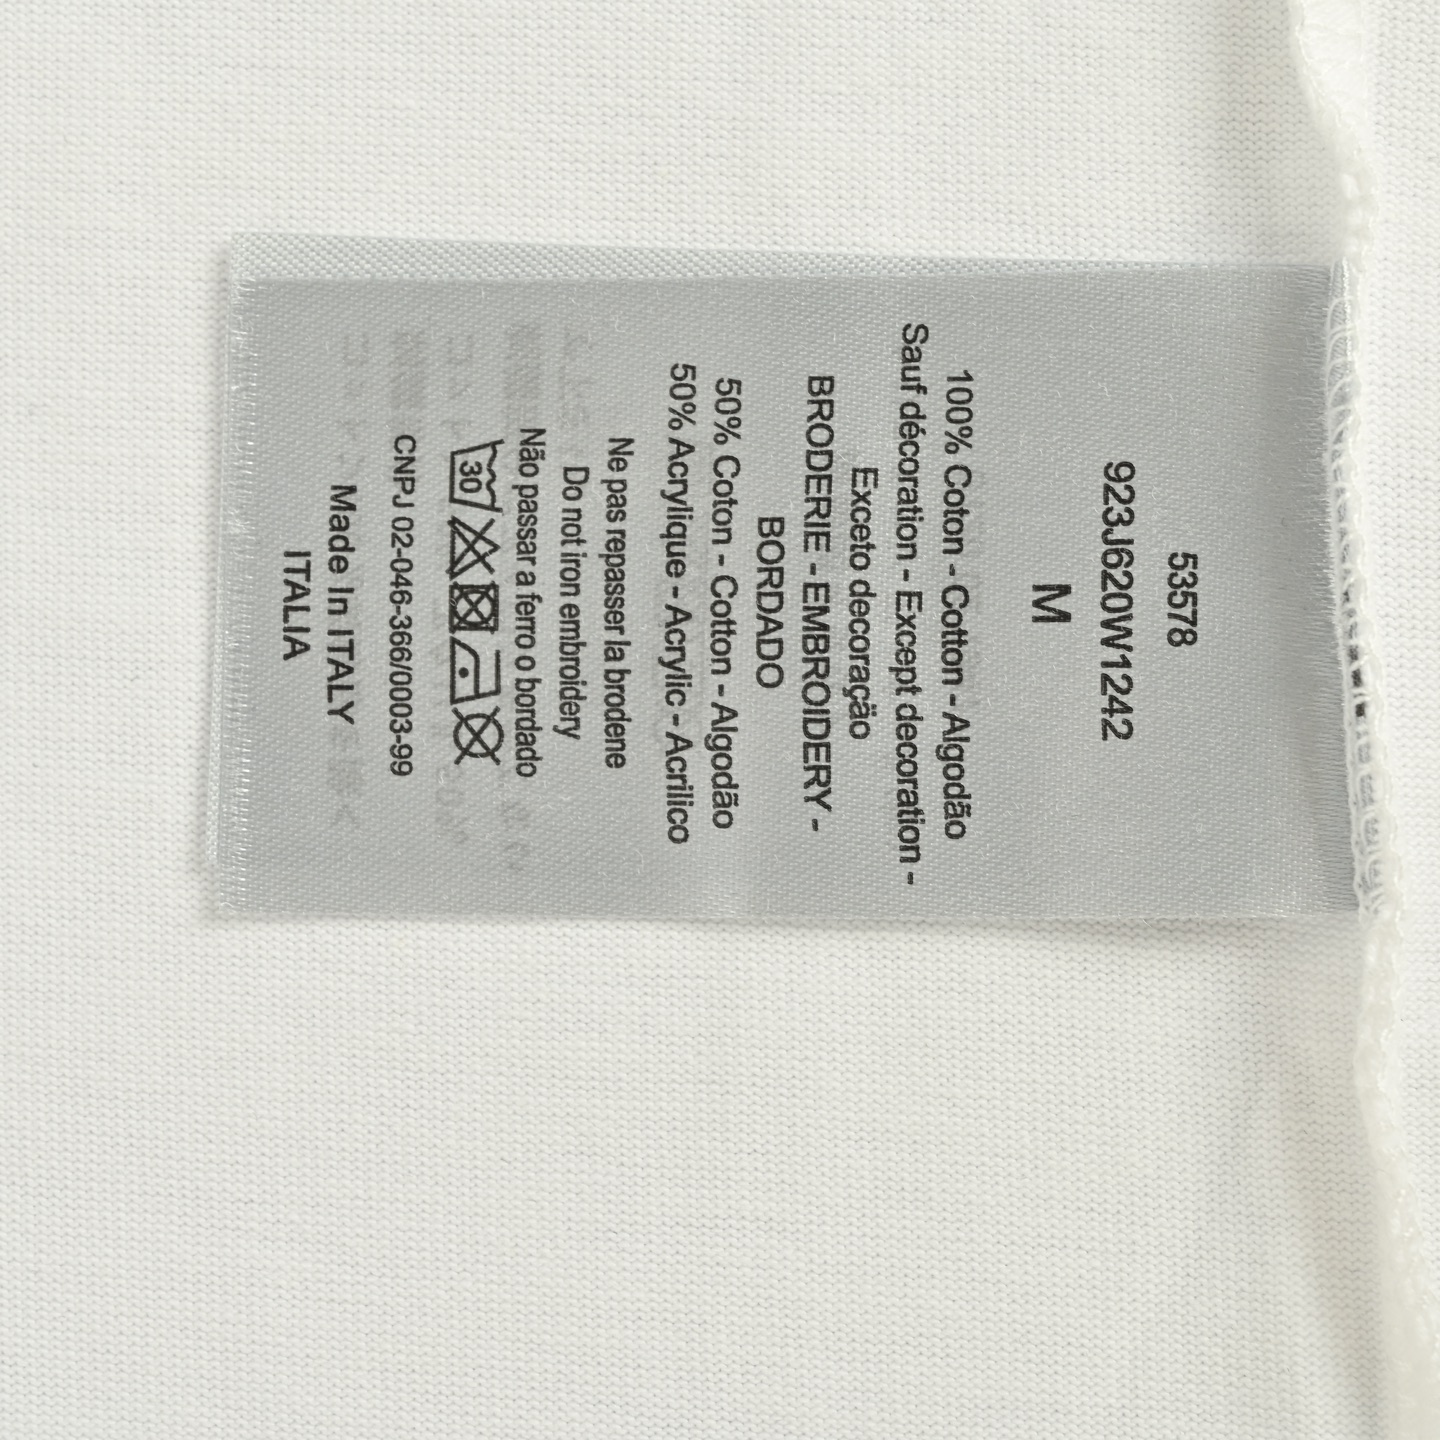 53578
923J620W1242
M
100% Coton - Cotton - Algodão
Sauf décoration - Except decoration -
Exceto decoração
BRODERIE - EMBROIDERY -
BORDADO
50% Coton - Cotton - Algodão
50% Acrylique - Acrylic - Acrilico
Ne pas repasser la brodene
Do not iron embroidery
Não passar a ferro o bordado
30
CNPJ 02-046-366/0003-99
Made In ITALY
ITALIA